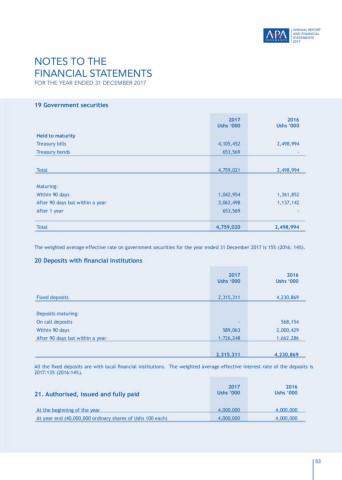 APA
INSURANCE
ANNUAL REPORT
AND FINANCIAL
STATEMENTS
2017
NOTES TO THE
FINANCIAL STATEMENTS
FOR THE YEAR ENDED 31 DECEMBER 2017
19 Government securities
2017 2016
Ushs '000 Ushs '000
Held to maturity
Treasury bills 4,105,452 2,498,994
Treasury bonds 653,569 -
Total 4,759,021 2,498,994
Maturing:
Within 90 days 1,042,954 1,361,852
After 90 days but within a year 3,062,498 1,137,142
After 1 year 653,569 -
Total 4,759,020 2,498,994
The weighted average effective rate on government securities for the year ended 31 December 2017 is 15% (2016: 14%).
20 Deposits with financial institutions
2017 2016
Ushs '000 Ushs '000
Fixed deposits 2,315,311 4,230,869
Deposits maturing:
On call deposits - 568,154
Within 90 days 589,063 2,000,429
After 90 days but within a year 1,726,248 1,662,286
2,315,311 4,230,869
All the fixed deposits are with local financial institutions. The weighted average effective interest rate of the deposits is
2017:13% (2016:14%).
2017 2016
21. Authorised, issued and fully paid Ushs '000 Ushs '000
At the beginning of the year 4,000,000 4,000,000
At year end (40,000,000 ordinary shares of Ushs 100 each) 4,000,000 4,000,000
53